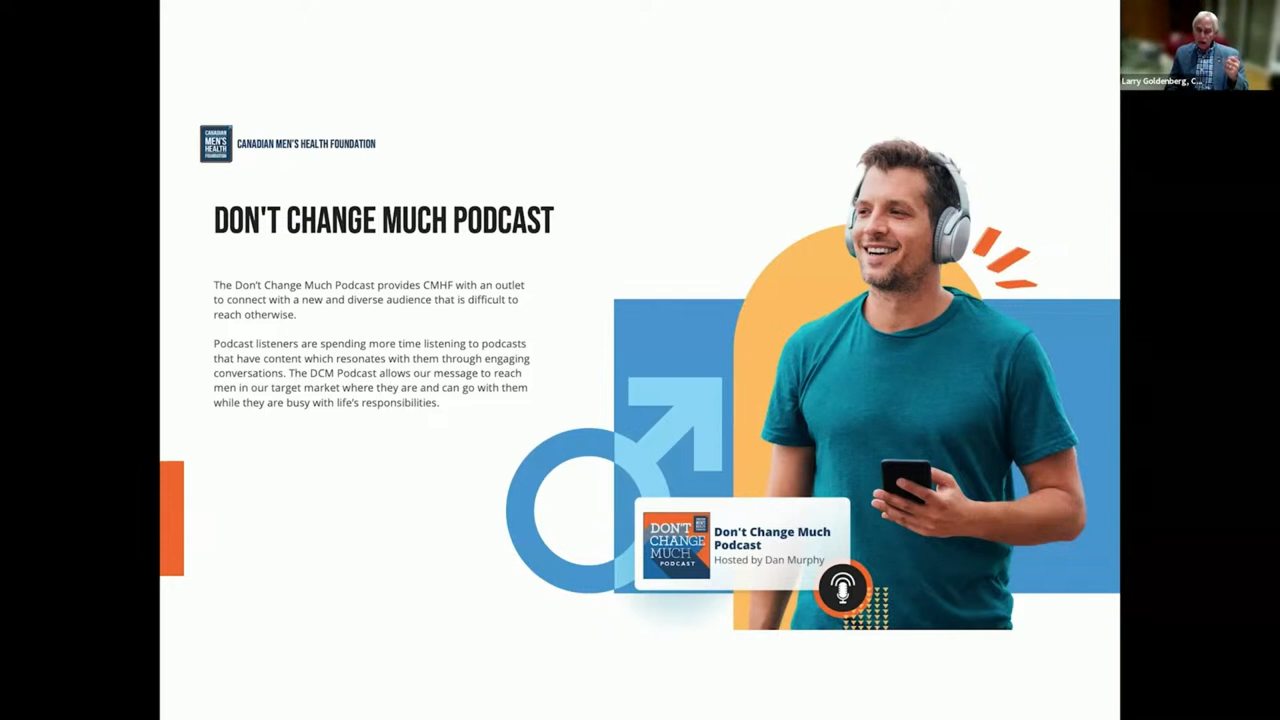 Larry Goldenberg, C...
CANADIAN
MEN'S
HEALTH
FOUNDATION
CANADIAN MEN'S HEALTH FOUNDATION
DON'T CHANGE MUCH PODCAST
The Don't Change Much Podcast provides CMHF with an outlet
to connect with a new and diverse audience that is difficult to
reach otherwise.
Podcast listeners are spending more time listening to podcasts
that have content which resonates with them through engaging
conversations. The DCM Podcast allows our message to reach
men in our target market where they are and can go with them
while they are busy with life's responsibilities.
DON'T
CHANGE
MUCH
PODCAST
Don't Change Much
Podcast
Hosted by Dan Murphy